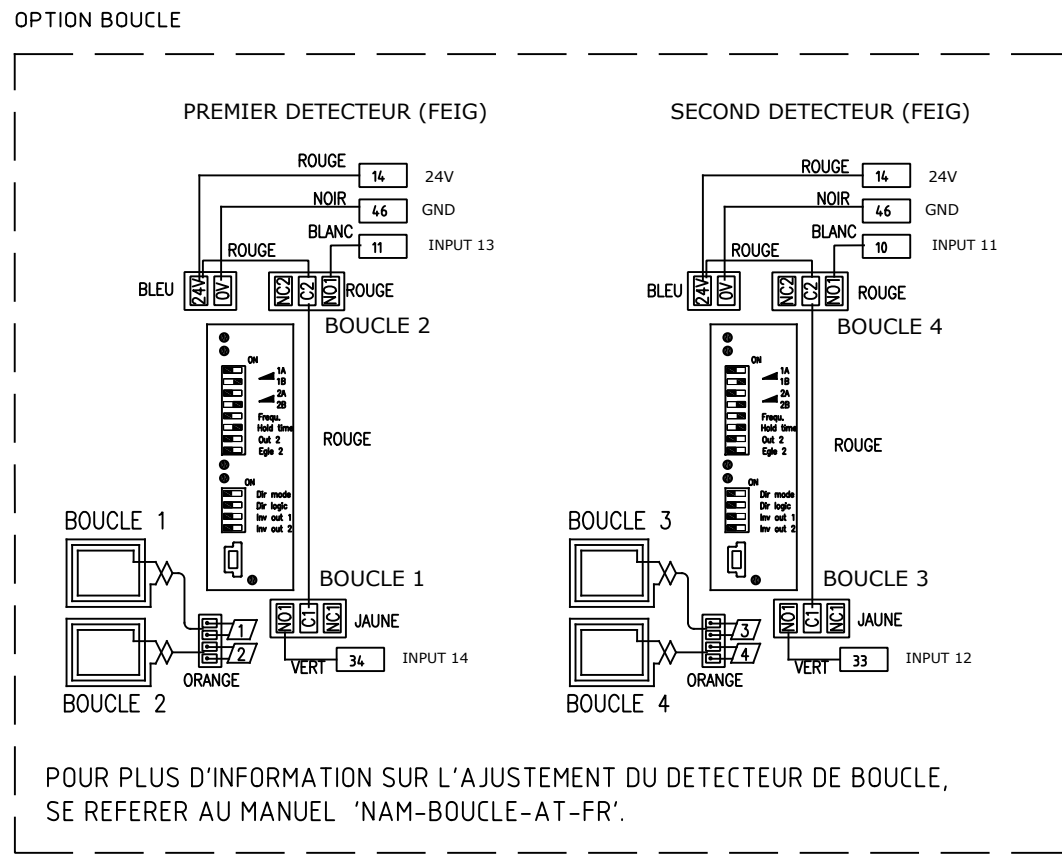 OPTION BOUCLE
PREMIER DETECTEUR (FEIG)
ROUGE
14
24V
NOIR
46
GND
BLANC
11
INPUT 13
ROUGE
BLEU
24V
0V
NC2
C2
NO1
ROUGE
BOUCLE 2
ON
1A
1B
2A
2B
Frequ.
Hold time
Out 2
Egle 2
ROUGE
ON
Dir mode
Dir logic
Inv out 1
Inv out 2
BOUCLE 1
BOUCLE 1
NO1
C1
NC1
JAUNE
1
2
VERT
34
INPUT 14
ORANGE
BOUCLE 2
SECOND DETECTEUR (FEIG)
ROUGE
14
24V
NOIR
46
GND
BLANC
10
INPUT 11
ROUGE
BLEU
24V
0V
NC2
C2
NO1
ROUGE
BOUCLE 4
ON
1A
1B
2A
2B
Frequ.
Hold time
Out 2
Egle 2
ROUGE
ON
Dir mode
Dir logic
Inv out 1
Inv out 2
BOUCLE 3
BOUCLE 3
NO1
C1
NC1
JAUNE
3
4
VERT
33
INPUT 12
ORANGE
BOUCLE 4
POUR PLUS D'INFORMATION SUR L'AJUSTEMENT DU DETECTEUR DE BOUCLE,
SE REFERER AU MANUEL 'NAM-BOUCLE-AT-FR'.